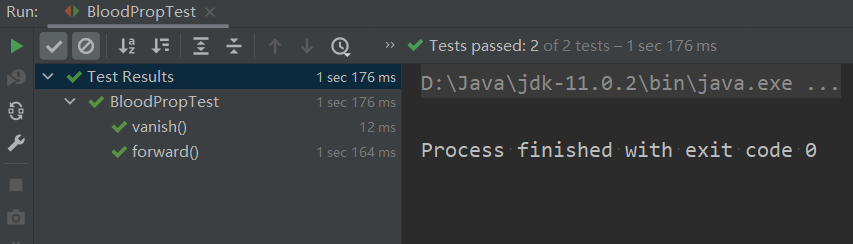 Run: BloodPropTest
Tests passed: 2 of 2 tests – 1 sec 176 ms
Test Results 1 sec 176 ms
BloodPropTest 1 sec 176 ms
vanish() 12 ms
forward() 1 sec 164 ms
D:\Java\jdk-11.0.2\bin\java.exe ...
Process finished with exit code 0